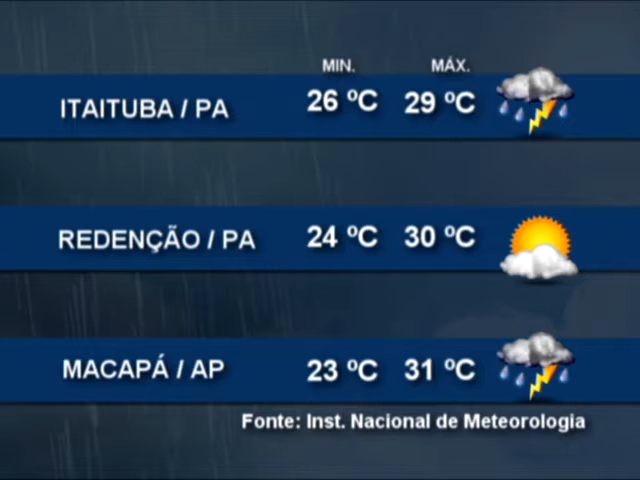 MIN. MÁX.
ITAITUBA / PA 26 ºC 29 ºC
REDENÇÃO / PA 24 ºC 30 ºC
MACAPÁ / AP 23 ºC 31 ºC
Fonte: Inst. Nacional de Meteorologia